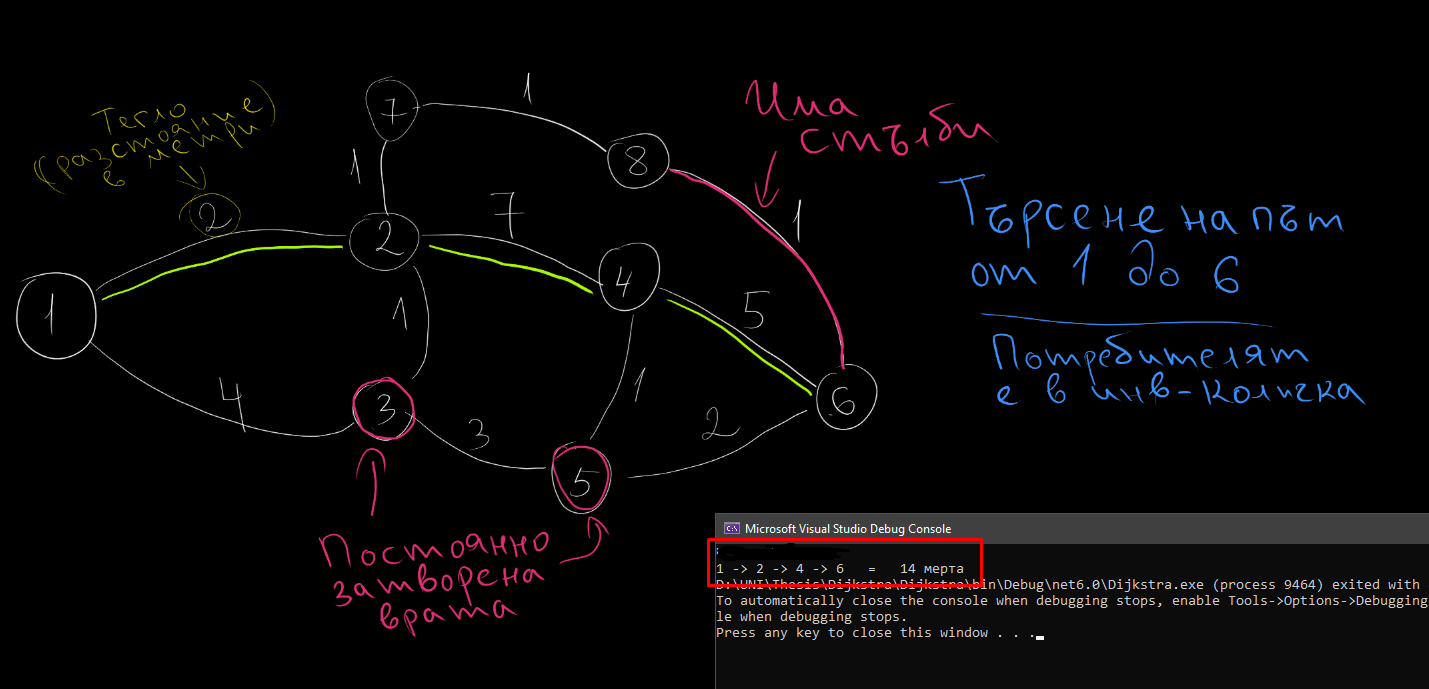 Тегло
(разстояние
в метри
2
7
1
8
1
1
2
7
4
1
1
5
4
3
3
5
1
2
6
Има
стълби
Търсене на път
от 1 до 6
Потребителят
е в инв-количка
Постоянно
затворена
врата
Microsoft Visual Studio Debug Console
1 -> 2 -> 4 -> 6   =   14 мерта
D:\UNI\Thesis\Dijkstra\Dijkstra\bin\Debug\net6.0\Dijkstra.exe (process 9464) exited with
To automatically close the console when debugging stops, enable Tools->Options->Debugging
le when debugging stops.
Press any key to close this window . . .